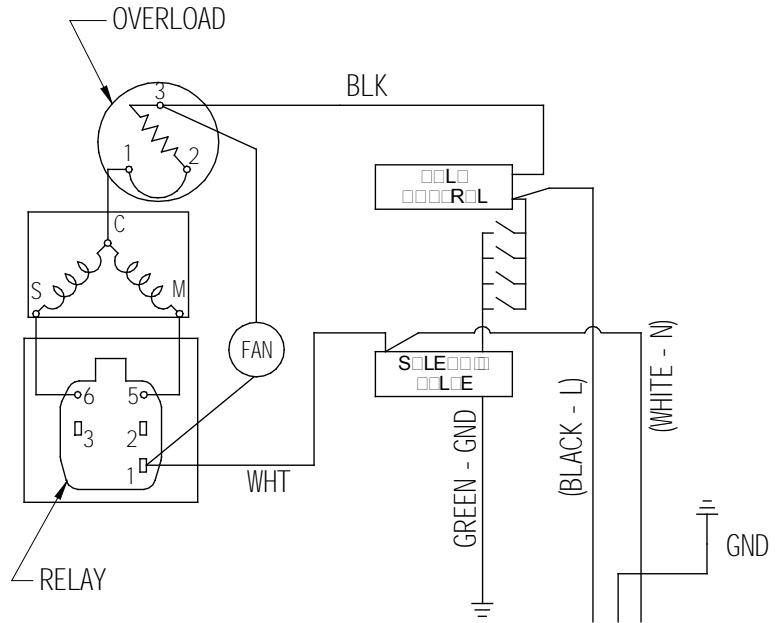 OVERLOAD
BLK
3
1
2
C
S
M
FAN
6
5
3
2
1
WHT
RELAY
GREEN - GND
(BLACK - L)
(WHITE - N)
GND